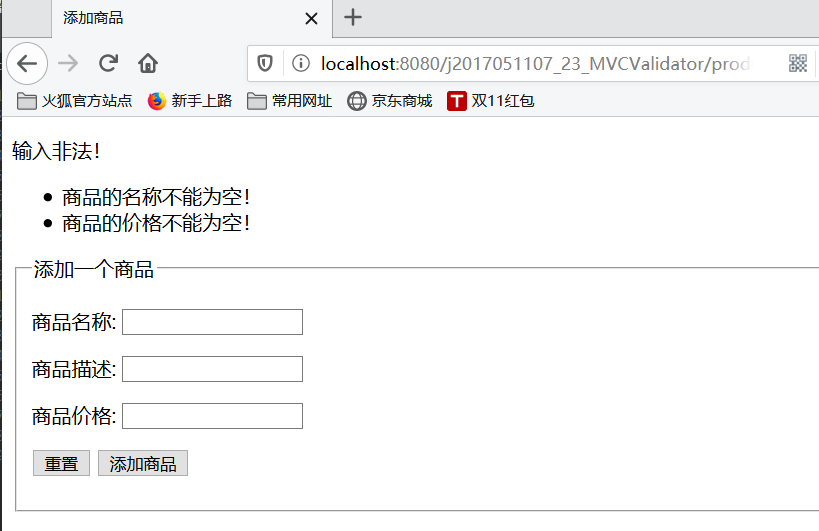 添加商品
localhost:8080/j2017051107_23_MVCValidator/prod
火狐官方站点 新手上路 常用网址 京东商城 T 双11红包
输入非法！
商品的名称不能为空！
商品的价格不能为空！
添加一个商品
商品名称:
商品描述:
商品价格:
重置 添加商品